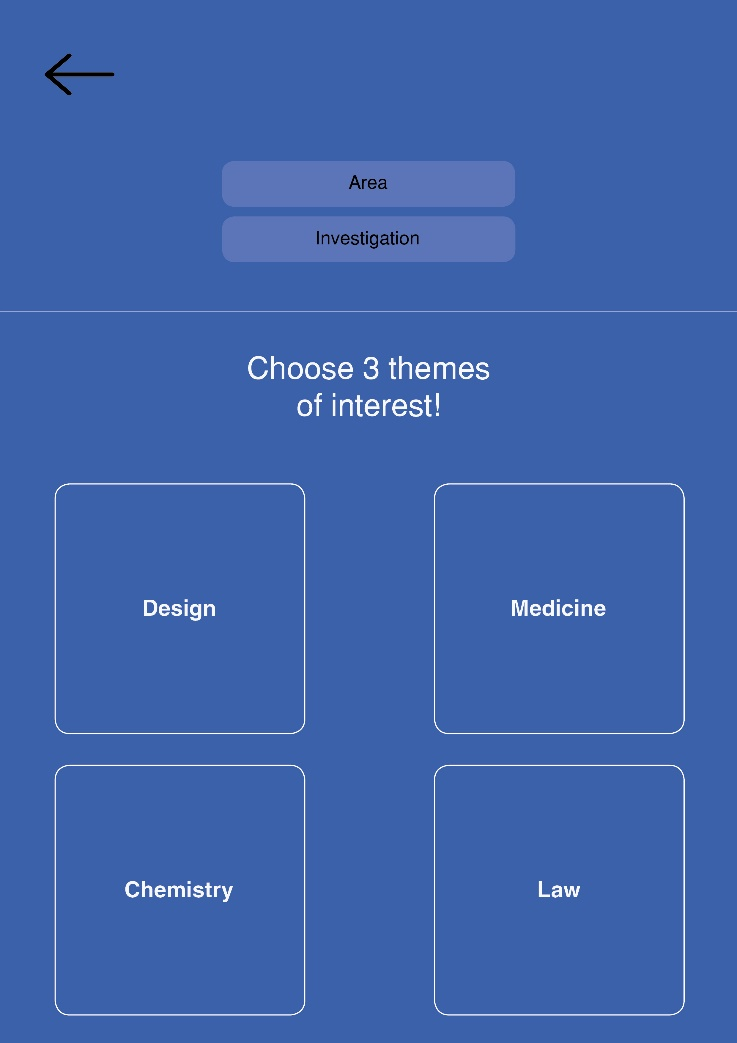 Area
Investigation
Choose 3 themes
of interest!
Design
Medicine
Chemistry
Law